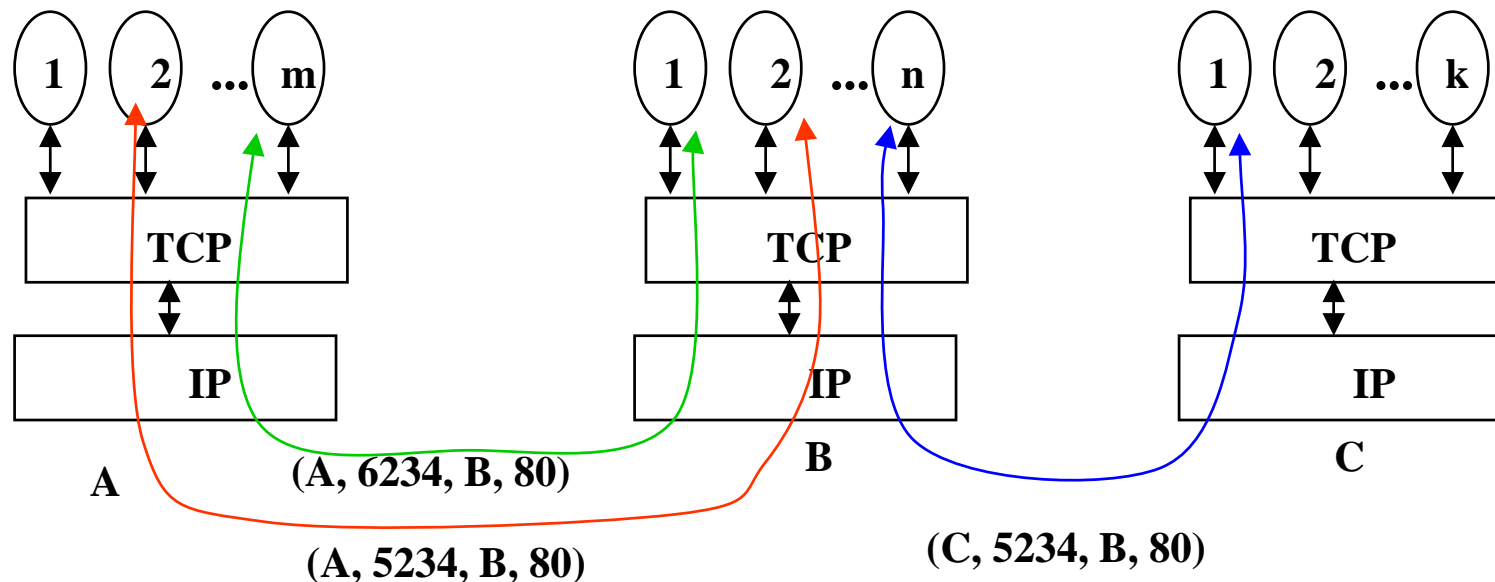 1 2 ... m
1 2 ... n
1 2 ... k
TCP
TCP
TCP
IP
IP
IP
A
B
C
(A, 6234, B, 80)
(A, 5234, B, 80)
(C, 5234, B, 80)